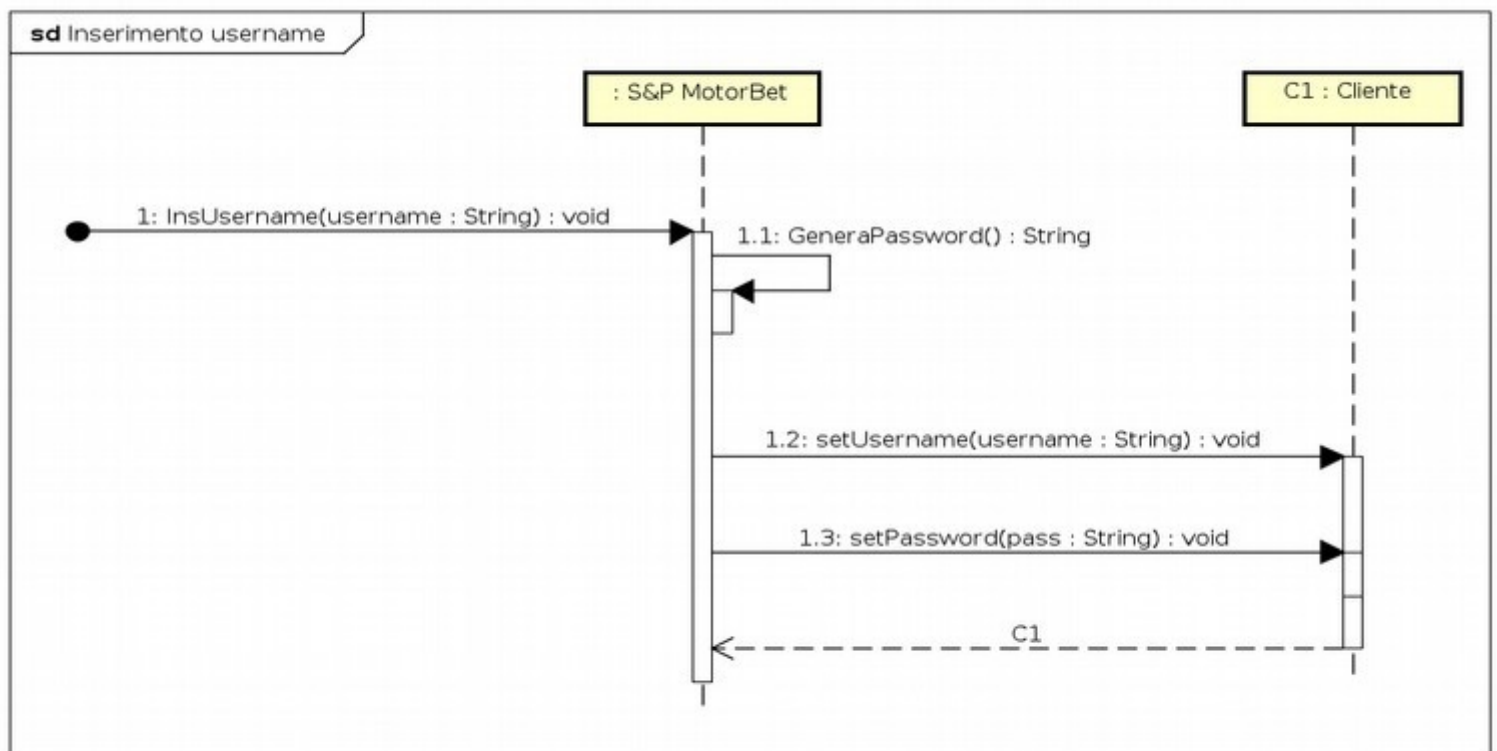 sd Inserimento username
: S&P MotorBet
C1 : Cliente
1: InsUsername(username : String) : void
1.1: GeneraPassword() : String
1.2: setUsername(username : String) : void
1.3: setPassword(pass : String) : void
C1